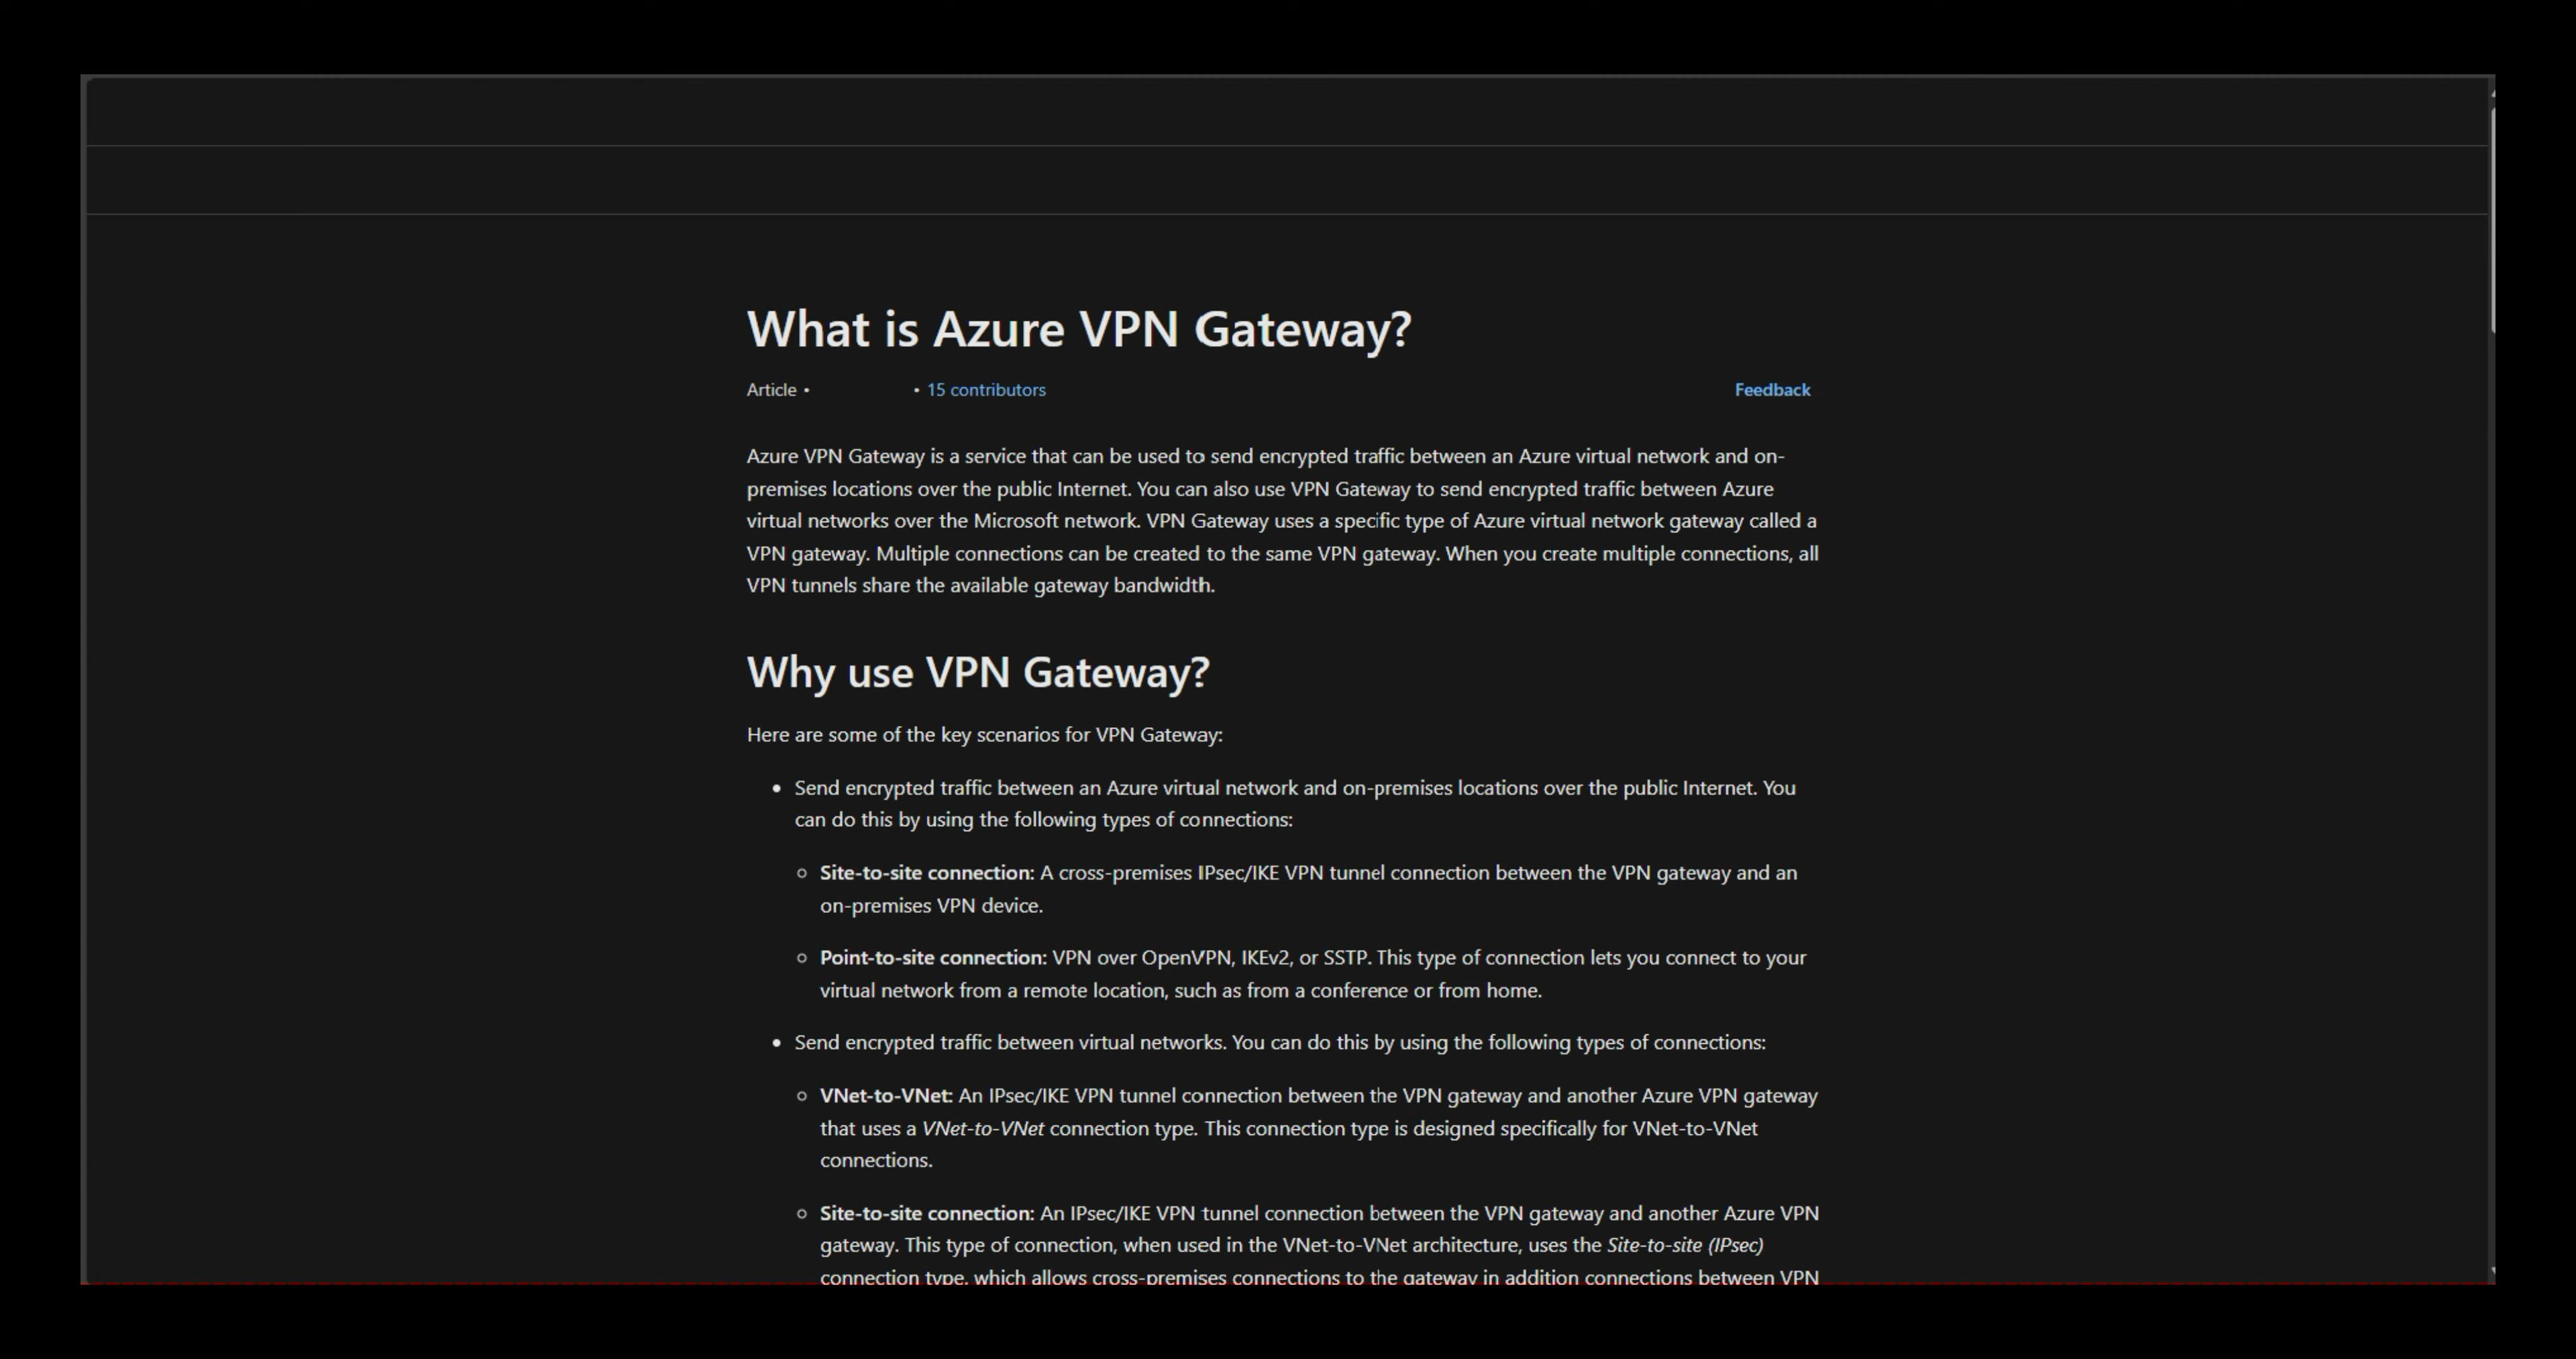 What is Azure VPN Gateway?
Article •                • 15 contributors                Feedback
Azure VPN Gateway is a service that can be used to send encrypted traffic between an Azure virtual network and on-
premises locations over the public Internet. You can also use VPN Gateway to send encrypted traffic between Azure
virtual networks over the Microsoft network. VPN Gateway uses a specific type of Azure virtual network gateway called a
VPN gateway. Multiple connections can be created to the same VPN gateway. When you create multiple connections, all
VPN tunnels share the available gateway bandwidth.
Why use VPN Gateway?
Here are some of the key scenarios for VPN Gateway:
• Send encrypted traffic between an Azure virtual network and on-premises locations over the public Internet. You
can do this by using the following types of connections:
○ Site-to-site connection: A cross-premises IPsec/IKE VPN tunnel connection between the VPN gateway and an
on-premises VPN device.
○ Point-to-site connection: VPN over OpenVPN, IKEv2, or SSTP. This type of connection lets you connect to your
virtual network from a remote location, such as from a conference or from home.
• Send encrypted traffic between virtual networks. You can do this by using the following types of connections:
○ VNet-to-VNet: An IPsec/IKE VPN tunnel connection between the VPN gateway and another Azure VPN gateway
that uses a VNet-to-VNet connection type. This connection type is designed specifically for VNet-to-VNet
connections.
○ Site-to-site connection: An IPsec/IKE VPN tunnel connection between the VPN gateway and another Azure VPN
gateway. This type of connection, when used in the VNet-to-VNet architecture, uses the Site-to-site (IPsec)
connection type, which allows cross-premises connections to the gateway in addition connections between VPN